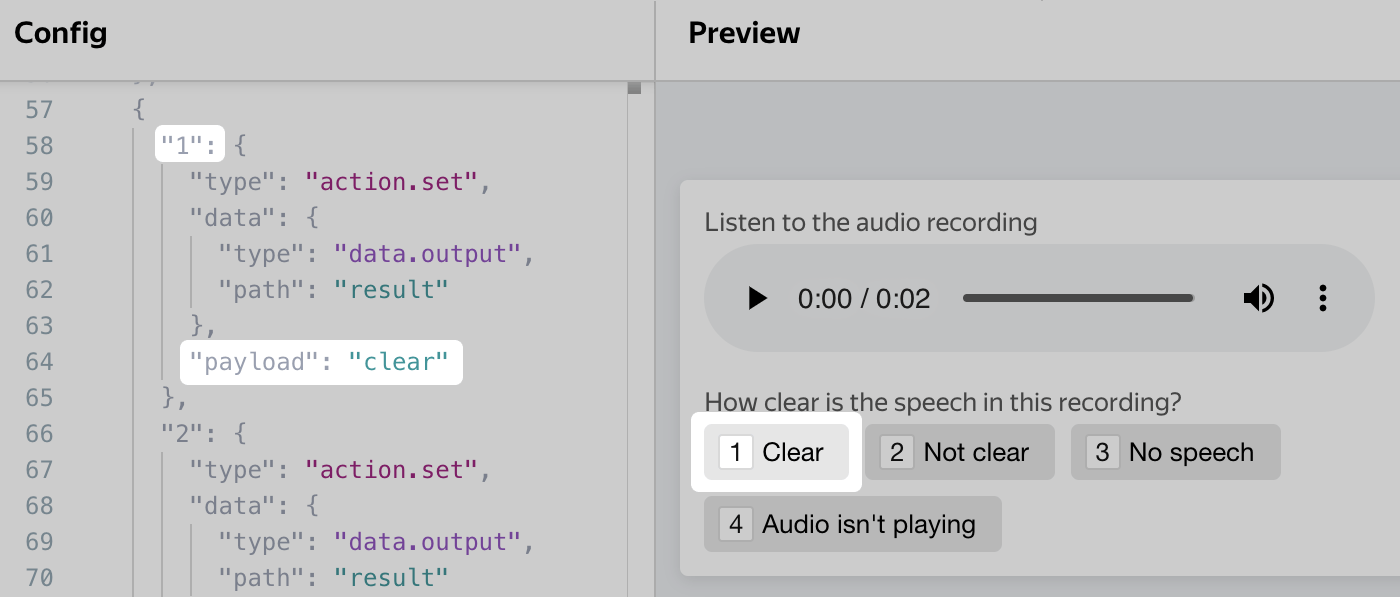 Config
57 {
58 "1": {
59 "type": "action.set",
60 "data": {
61 "type": "data.output",
62 "path": "result"
63 },
64 "payload": "clear"
65 },
66 "2": {
67 "type": "action.set",
68 "data": {
69 "type": "data.output",
70 "path": "result"
Preview
Listen to the audio recording
0:00 / 0:02
How clear is the speech in this recording?
1 Clear 2 Not clear 3 No speech
4 Audio isn't playing